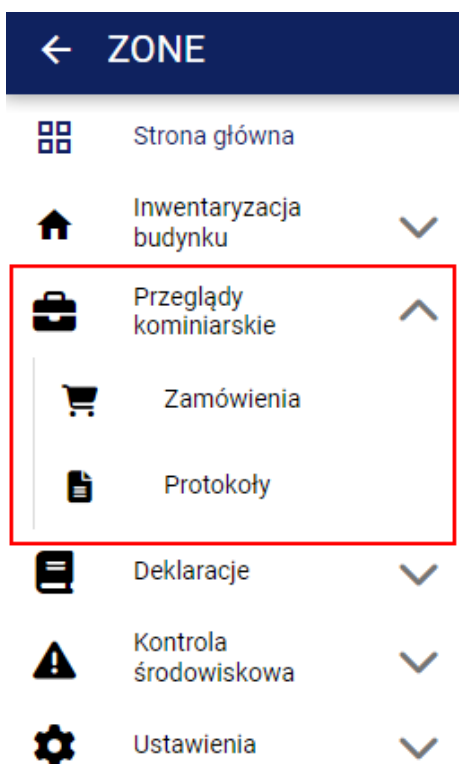 ZONE
Strona główna
Inwentaryzacja
budynku
Przeglądy
kominiarskie
Zamówienia
Protokoły
Deklaracje
Kontrola
środowiskowa
Ustawienia